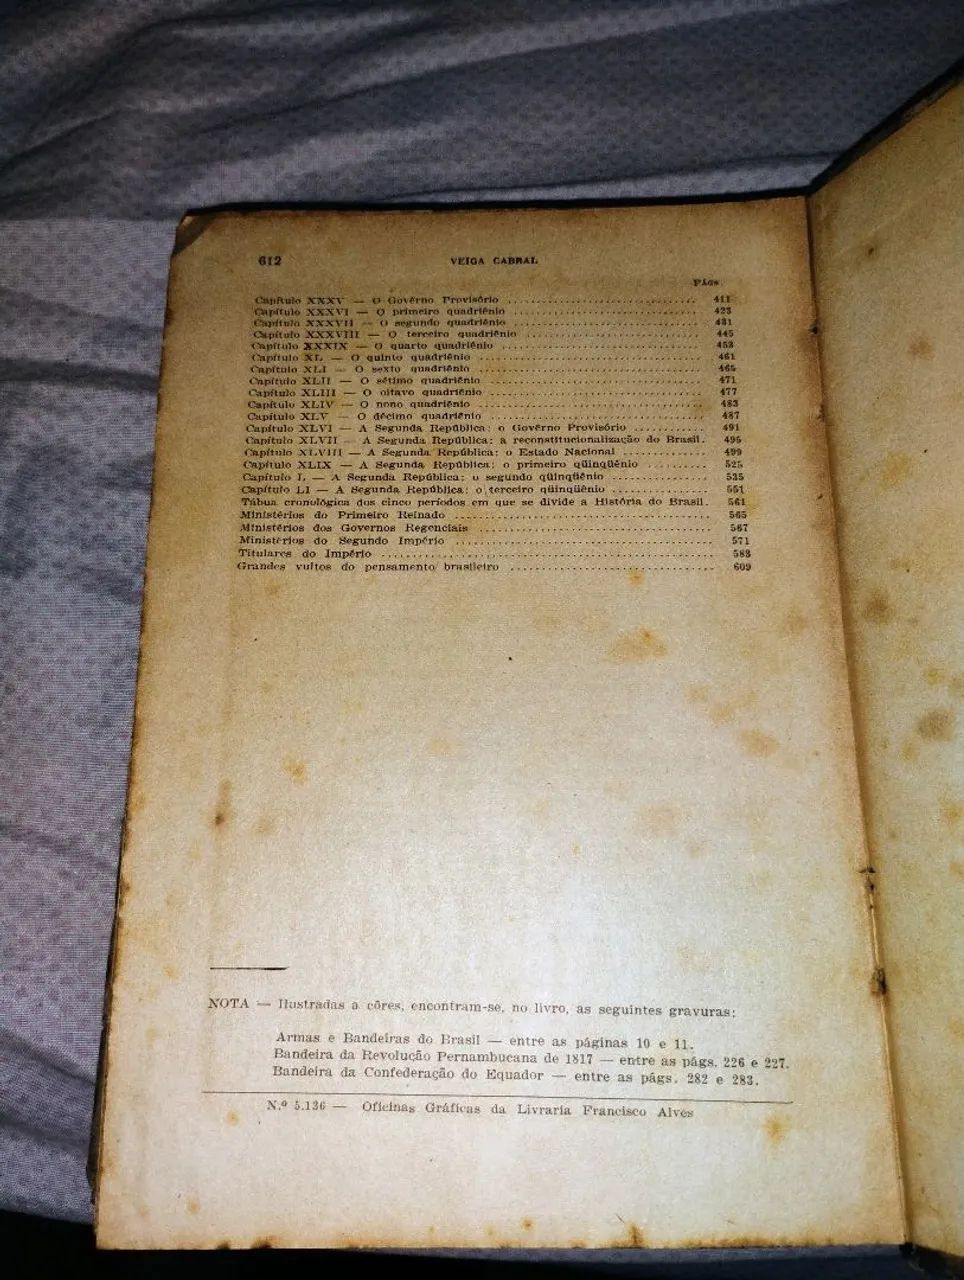 612
VEIGA CABRAL
Págs
Capítulo XXXV — O Govêrno Provisório ........ 411
Capítulo XXXVI — O primeiro quadriênio ........ 423
Capítulo XXXVII — O segundo quadriênio ........ 431
Capítulo XXXVIII — O terceiro quadriênio ........ 445
Capítulo XXXIX — O quarto quadriênio ........ 453
Capítulo XL — O quinto quadriênio ........ 461
Capítulo XLI — O sexto quadriênio ........ 465
Capítulo XLII — O sétimo quadriênio ........ 471
Capítulo XLIII — O oitavo quadriênio ........ 477
Capítulo XLIV — O nono quadriênio ........ 483
Capítulo XLV — O décimo quadriênio ........ 487
Capítulo XLVI — A Segunda República: o Govêrno Provisório ........ 491
Capítulo XLVII — A Segunda República: a reconstitucionalização do Brasil. 495
Capítulo XLVIII — A Segunda República: o Estado Nacional ........ 499
Capítulo XLIX — A Segunda República: o primeiro qüinqüênio ........ 525
Capítulo L — A Segunda República: o segundo qüinqüênio ........ 535
Capítulo LI — A Segunda República: o terceiro qüinqüênio ........ 551
Tábua cronológica dos cinco períodos em que se divide a História do Brasil. 561
Ministérios do Primeiro Reinado ........ 565
Ministérios dos Governos Regenciais ........ 567
Ministérios do Segundo Império ........ 571
Titulares do Império ........ 583
Grandes vultos do pensamento brasileiro ........ 609
NOTA — Ilustradas a côres, encontram-se, no livro, as seguintes gravuras:
Armas e Bandeiras do Brasil — entre as páginas 10 e 11.
Bandeira da Revolução Pernambucana de 1817 — entre as págs. 226 e 227.
Bandeira da Confederação do Equador — entre as págs. 282 e 283.
N.º 5.136 — Oficinas Gráficas da Livraria Francisco Alves